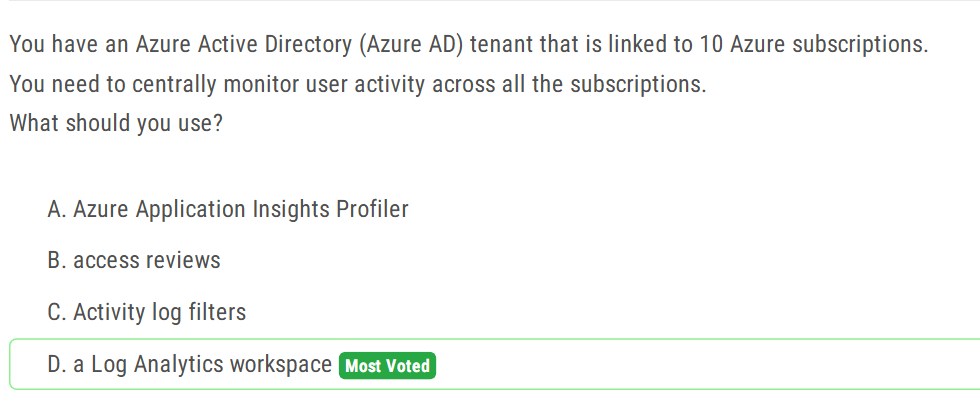 You have an Azure Active Directory (Azure AD) tenant that is linked to 10 Azure subscriptions.
You need to centrally monitor user activity across all the subscriptions.
What should you use?
A. Azure Application Insights Profiler
B. access reviews
C. Activity log filters
D. a Log Analytics workspace Most Voted